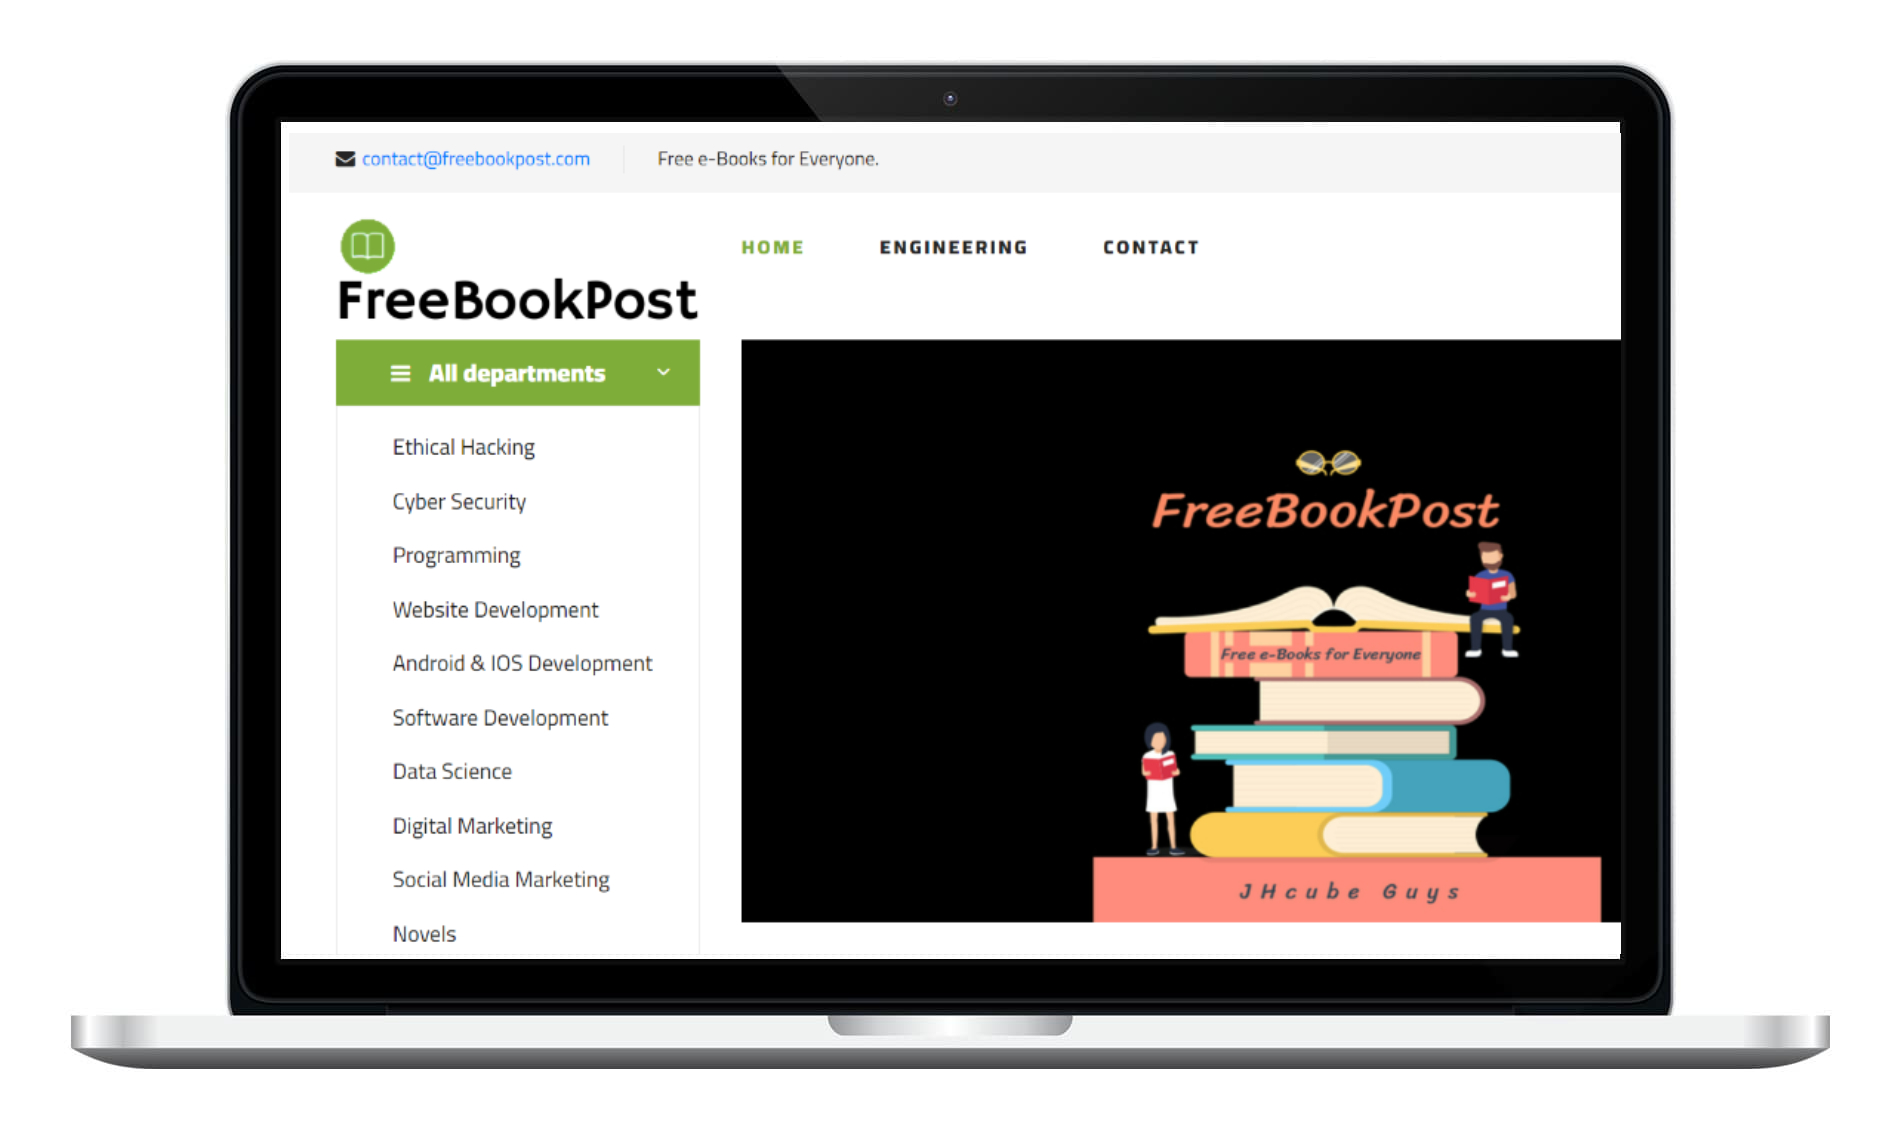 contact@freebookpost.com Free e-Books for Everyone.
HOME ENGINEERING CONTACT
FreeBookPost
All departments
Ethical Hacking
Cyber Security
Programming
Website Development
Android & IOS Development
Software Development
Data Science
Digital Marketing
Social Media Marketing
Novels
FreeBookPost
Free e-Books for Everyone
JHcube Guys